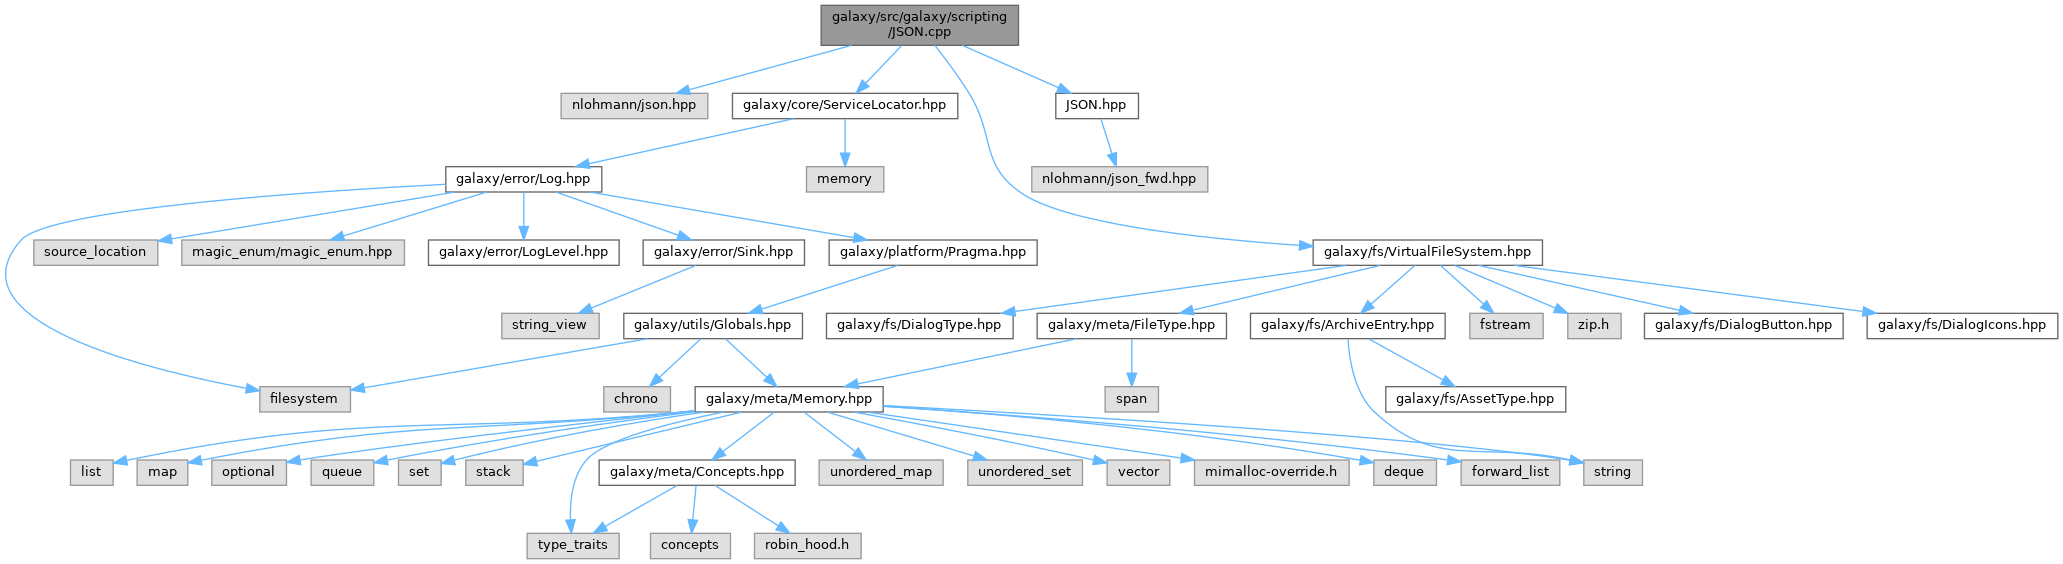 galaxy/src/galaxy/scripting
/JSON.cpp
nlohmann/json.hpp
galaxy/core/ServiceLocator.hpp
JSON.hpp
galaxy/error/Log.hpp
memory
nlohmann/json_fwd.hpp
source_location
magic_enum/magic_enum.hpp
galaxy/error/LogLevel.hpp
galaxy/error/Sink.hpp
galaxy/platform/Pragma.hpp
galaxy/fs/VirtualFileSystem.hpp
string_view
galaxy/utils/Globals.hpp
galaxy/fs/DialogType.hpp
galaxy/meta/FileType.hpp
galaxy/fs/ArchiveEntry.hpp
fstream
zip.h
galaxy/fs/DialogButton.hpp
galaxy/fs/DialogIcons.hpp
filesystem
chrono
galaxy/meta/Memory.hpp
span
galaxy/fs/AssetType.hpp
list
map
optional
queue
set
stack
galaxy/meta/Concepts.hpp
unordered_map
unordered_set
vector
mimalloc-override.h
deque
forward_list
string
type_traits
concepts
robin_hood.h